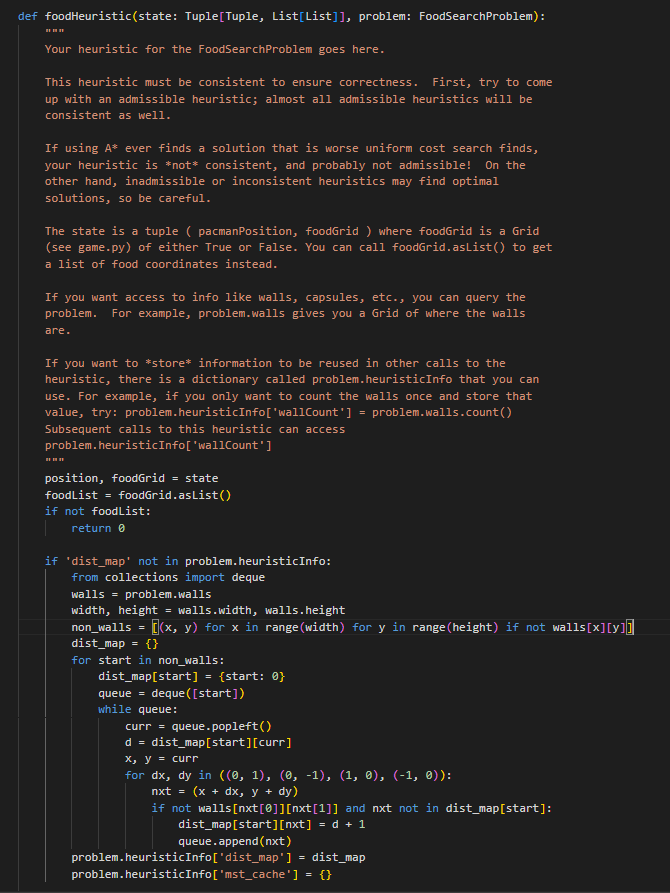 def foodHeuristic(state: Tuple[Tuple, List[List]], problem: FoodSearchProblem):
    """
    Your heuristic for the FoodSearchProblem goes here.

    This heuristic must be consistent to ensure correctness.  First, try to come
    up with an admissible heuristic; almost all admissible heuristics will be
    consistent as well.

    If using A* ever finds a solution that is worse uniform cost search finds,
    your heuristic is *not* consistent, and probably not admissible!  On the
    other hand, inadmissible or inconsistent heuristics may find optimal
    solutions, so be careful.

    The state is a tuple ( pacmanPosition, foodGrid ) where foodGrid is a Grid
    (see game.py) of either True or False. You can call foodGrid.asList() to get
    a list of food coordinates instead.

    If you want access to info like walls, capsules, etc., you can query the
    problem.  For example, problem.walls gives you a Grid of where the walls
    are.

    If you want to *store* information to be reused in other calls to the
    heuristic, there is a dictionary called problem.heuristicInfo that you can
    use. For example, if you only want to count the walls once and store that
    value, try: problem.heuristicInfo['wallCount'] = problem.walls.count()
    Subsequent calls to this heuristic can access
    problem.heuristicInfo['wallCount']
    """
    position, foodGrid = state
    foodList = foodGrid.asList()
    if not foodList:
        return 0

    if 'dist_map' not in problem.heuristicInfo:
        from collections import deque
        walls = problem.walls
        width, height = walls.width, walls.height
        non_walls = [(x, y) for x in range(width) for y in range(height) if not walls[x][y]]
        dist_map = {}
        for start in non_walls:
            dist_map[start] = {start: 0}
            queue = deque([start])
            while queue:
                curr = queue.popleft()
                d = dist_map[start][curr]
                x, y = curr
                for dx, dy in ((0, 1), (0, -1), (1, 0), (-1, 0)):
                    nxt = (x + dx, y + dy)
                    if not walls[nxt[0]][nxt[1]] and nxt not in dist_map[start]:
                        dist_map[start][nxt] = d + 1
                        queue.append(nxt)
        problem.heuristicInfo['dist_map'] = dist_map
        problem.heuristicInfo['mst_cache'] = {}